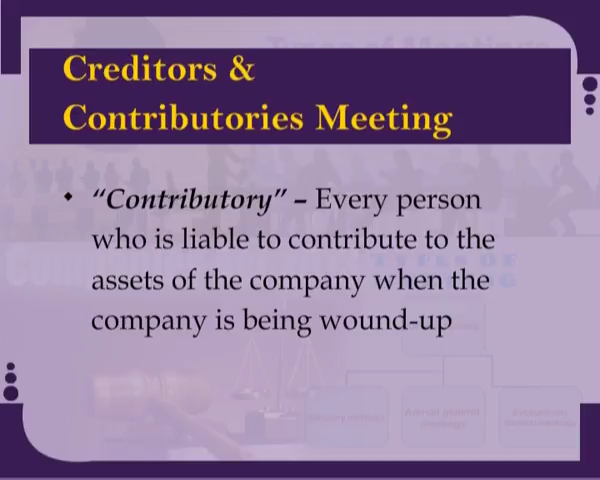 Creditors &
Contributories Meeting
“Contributory” – Every person
who is liable to contribute to the
assets of the company when the
company is being wound-up